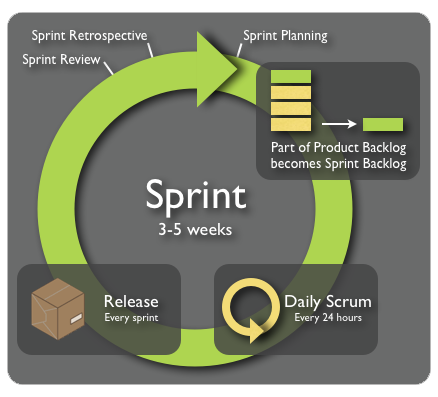 Sprint Retrospective
Sprint Planning
Sprint Review
Part of Product Backlog
becomes Sprint Backlog
Sprint
3-5 weeks
Release
Every sprint
Daily Scrum
Every 24 hours